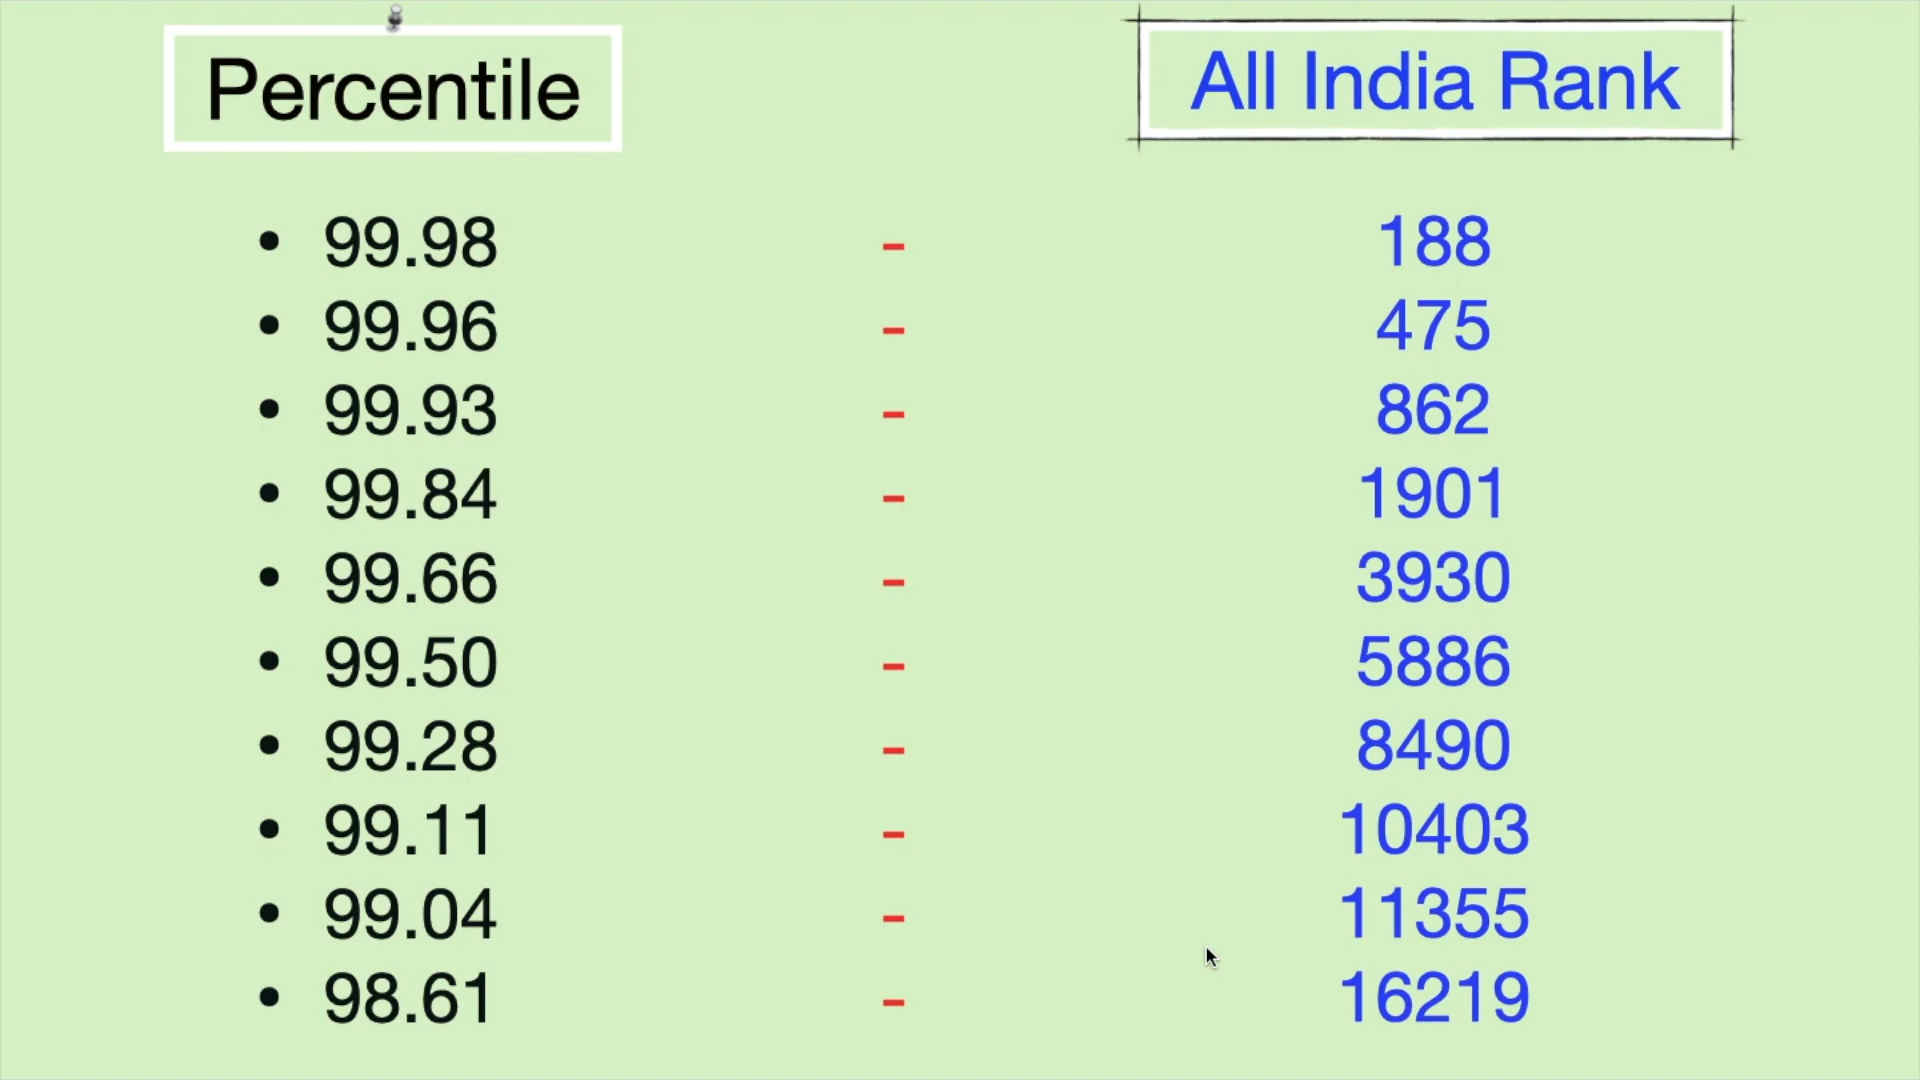 Percentile All India Rank
• 99.98 - 188
• 99.96 - 475
• 99.93 - 862
• 99.84 - 1901
• 99.66 - 3930
• 99.50 - 5886
• 99.28 - 8490
• 99.11 - 10403
• 99.04 - 11355
• 98.61 - 16219